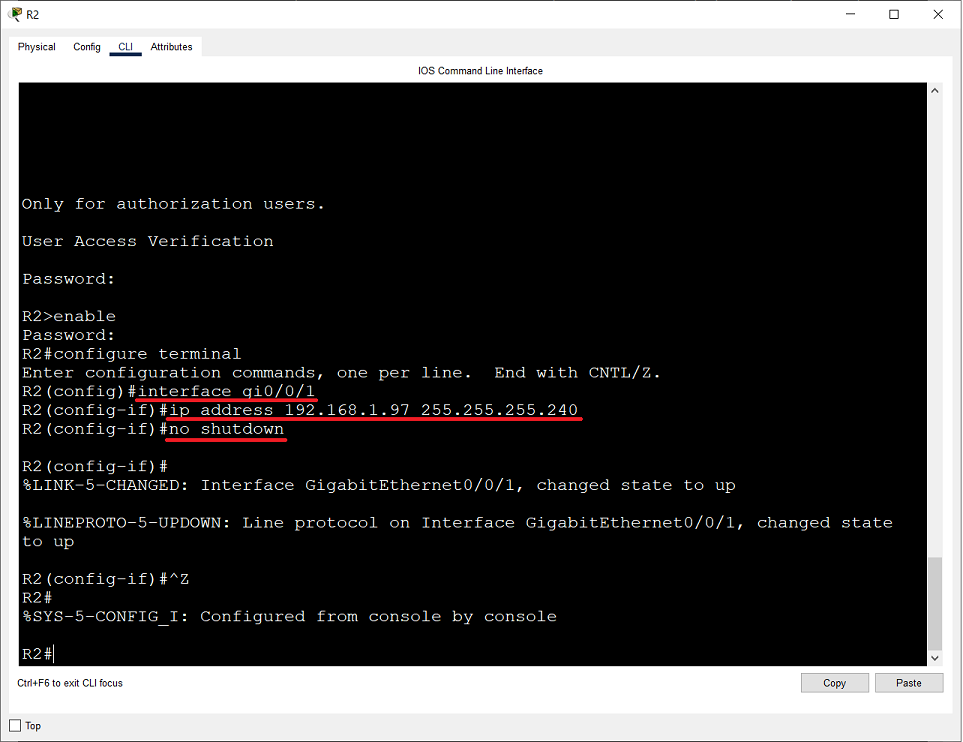 R2
Physical Config CLI Attributes
IOS Command Line Interface
Only for authorization users.
User Access Verification
Password:
R2>enable
Password:
R2#configure terminal
Enter configuration commands, one per line.  End with CNTL/Z.
R2(config)#interface gi0/0/1
R2(config-if)#ip address 192.168.1.97 255.255.255.240
R2(config-if)#no shutdown
R2(config-if)#
%LINK-5-CHANGED: Interface GigabitEthernet0/0/1, changed state to up
%LINEPROTO-5-UPDOWN: Line protocol on Interface GigabitEthernet0/0/1, changed state
to up
R2(config-if)#^Z
R2#
%SYS-5-CONFIG_I: Configured from console by console
R2#
Ctrl+F6 to exit CLI focus
Copy Paste
Top